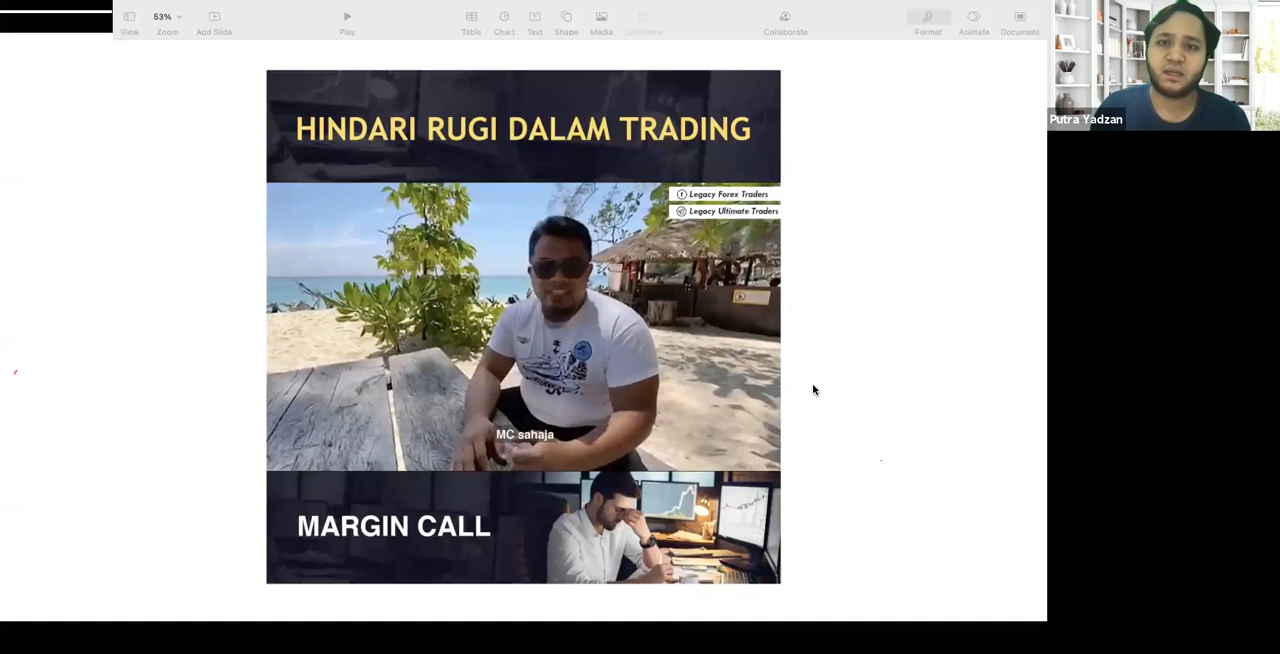 53%
View
Zoom
Add Slide
Play
Table
Chart
Text
Shape
Media
Comment
Collaborate
Format
Animate
Document
Putra Yadzan
HINDARI RUGI DALAM TRADING
Legacy Forex Traders
Legacy Ultimate Traders
MC sahaja
MARGIN CALL